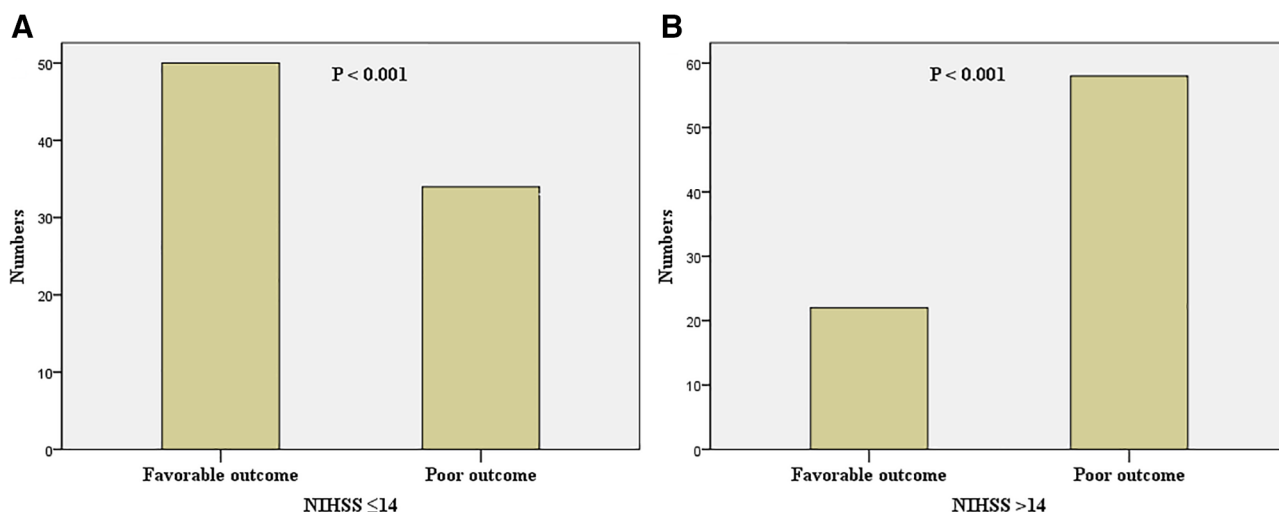 A
P < 0.001
50
40
30
20
10
0
Numbers
Favorable outcome
Poor outcome
NIHSS ≤14
B
P < 0.001
60
50
40
30
20
10
0
Numbers
Favorable outcome
Poor outcome
NIHSS >14